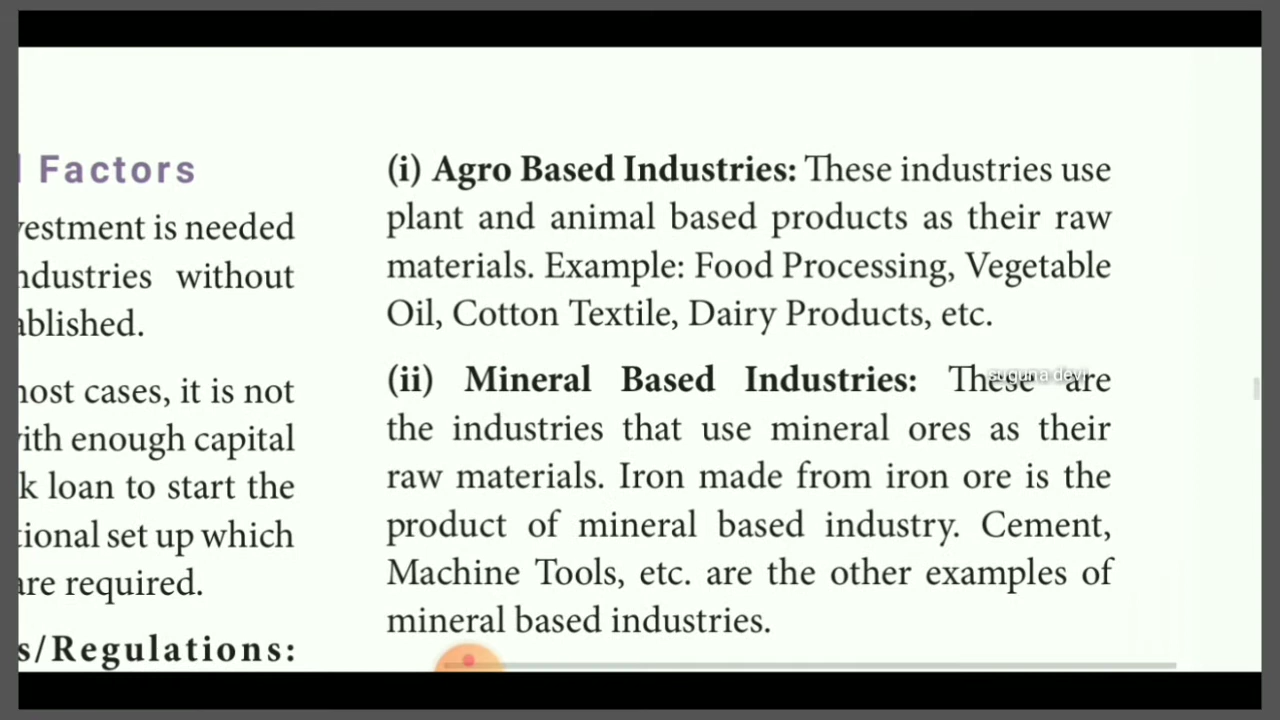 Factors
vestment is needed
ndustries without
ablished.
most cases, it is not
with enough capital
k loan to start the
tional set up which
are required.
s/Regulations:
(i) Agro Based Industries: These industries use
plant and animal based products as their raw
materials. Example: Food Processing, Vegetable
Oil, Cotton Textile, Dairy Products, etc.
(ii) Mineral Based Industries: These are
the industries that use mineral ores as their
raw materials. Iron made from iron ore is the
product of mineral based industry. Cement,
Machine Tools, etc. are the other examples of
mineral based industries.
suguna devi